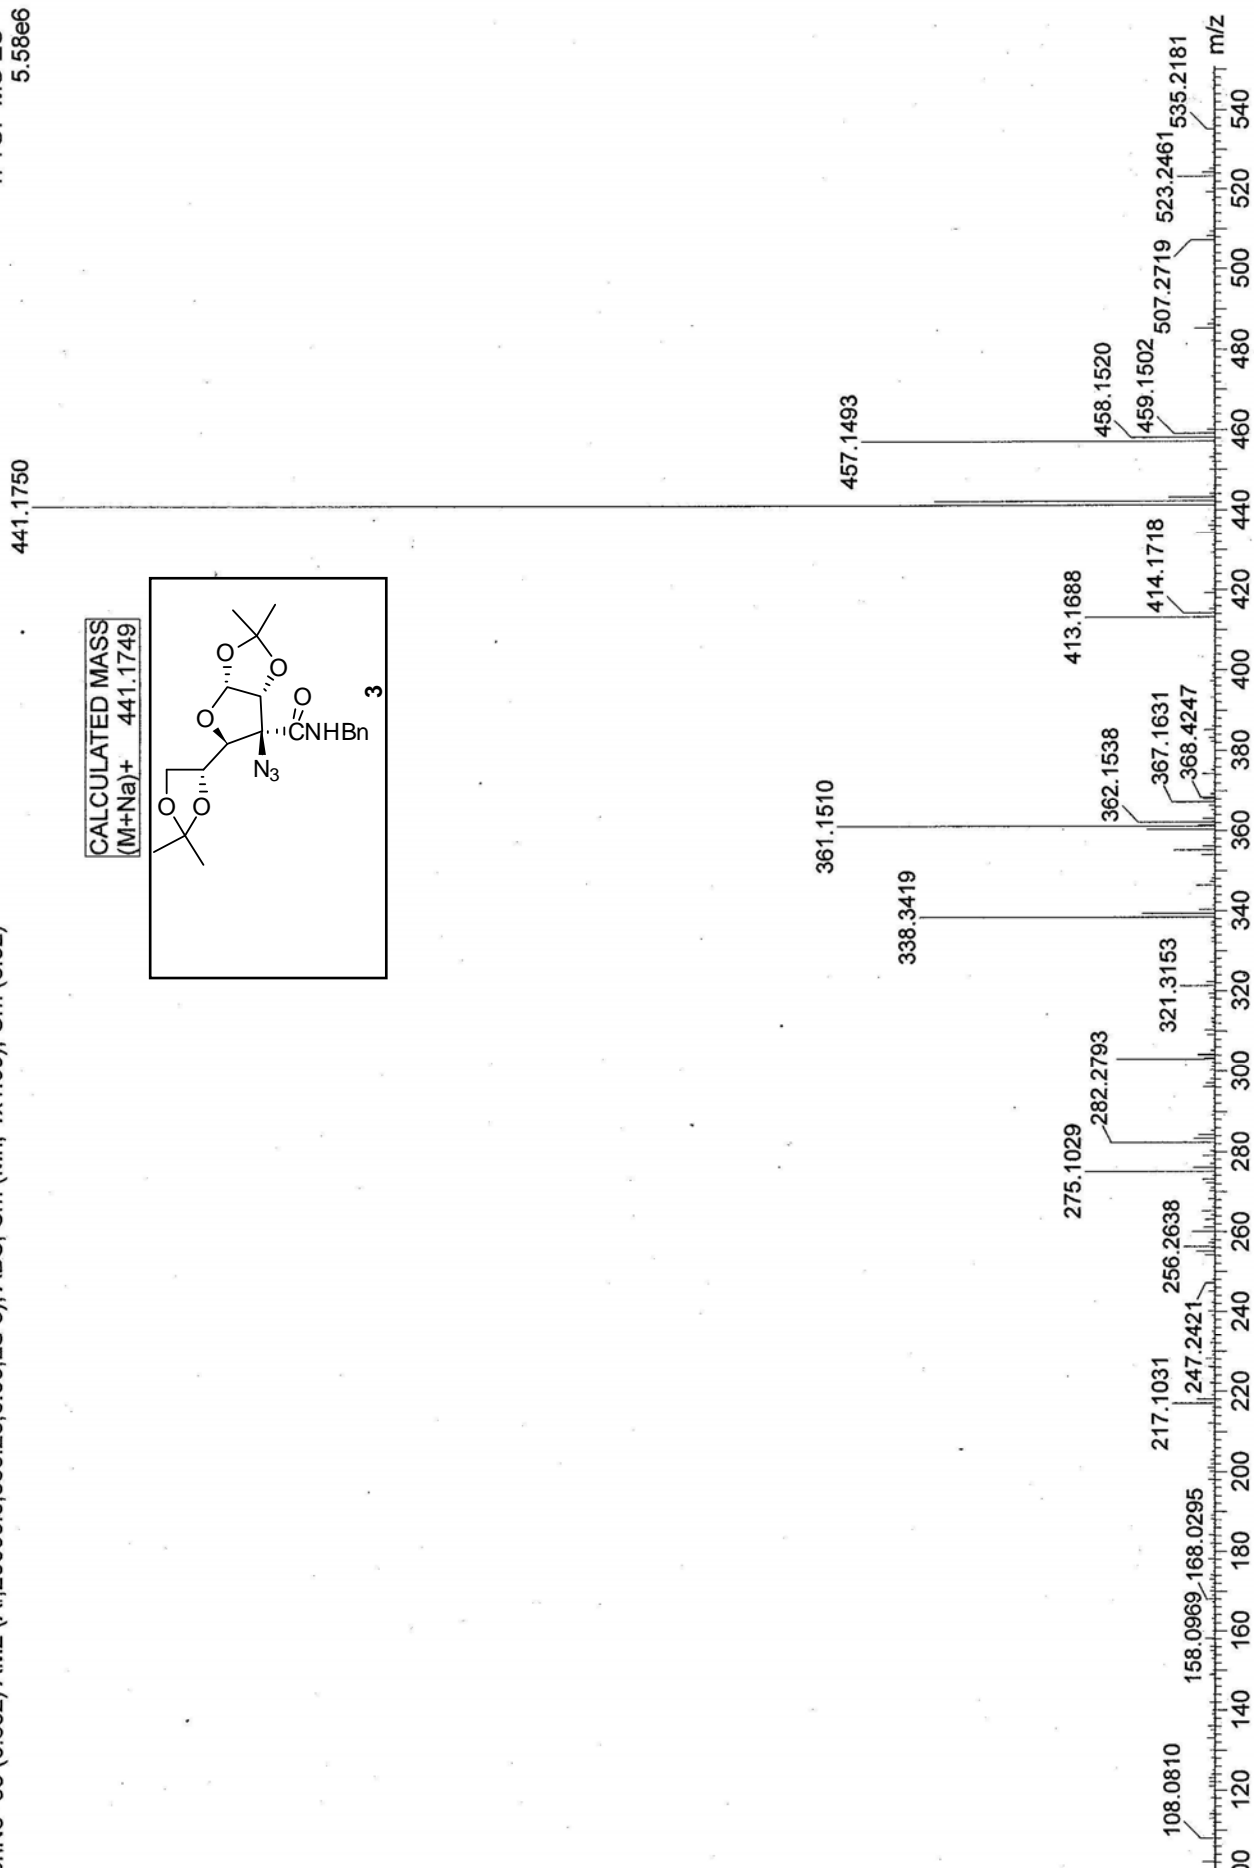 5.58e6
441.1750
CALCULATED MASS
(M+Na)+ 441.1749
O
O
O
O
O
O
CNHBn
N3
3
457.1493
458.1520
459.1502
507.2719
523.2461
535.2181
413.1688
414.1718
361.1510
362.1538
367.1631
368.4247
338.3419
321.3153
282.2793
275.1029
256.2638
247.2421
217.1031
168.0295
158.0969
108.0810
m/z
120 140 160 180 200 220 240 260 280 300 320 340 360 380 400 420 440 460 480 500 520 540